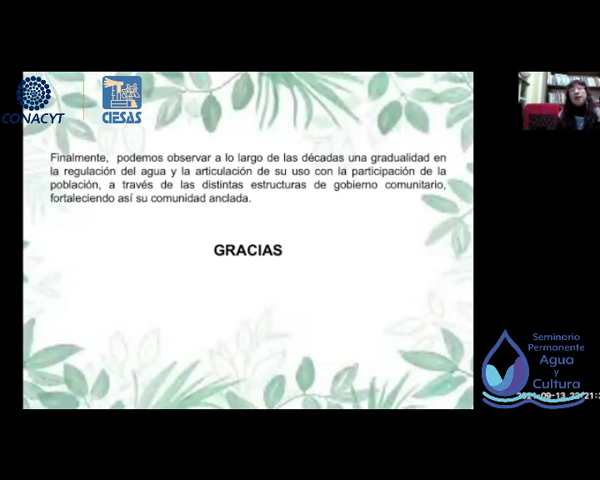 CONACYT
CIESAS
Finalmente, podemos observar a lo largo de las décadas una gradualidad en
la regulación del agua y la articulación de su uso con la participación de la
población, a través de las distintas estructuras de gobierno comunitario,
fortaleciendo así su comunidad anclada.
GRACIAS
Seminario
Permanente
Agua
y
Cultura